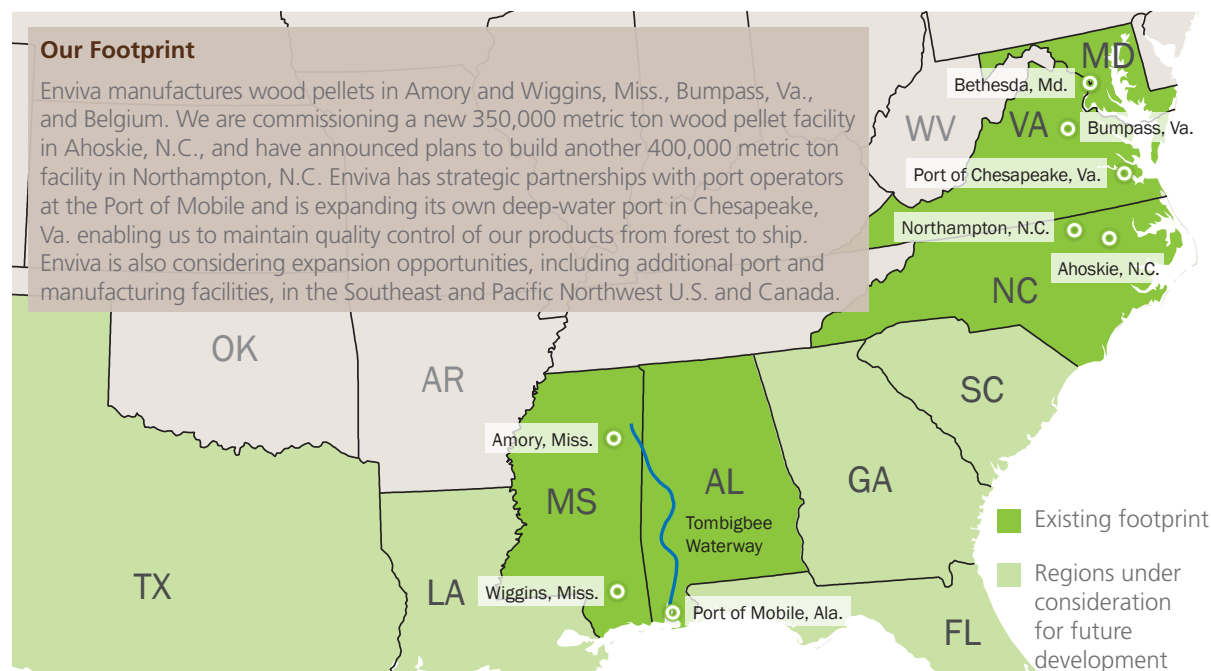 Our Footprint
Enviva manufactures wood pellets in Amory and Wiggins, Miss., Bumpass, Va.,
and Belgium. We are commissioning a new 350,000 metric ton wood pellet facility
in Ahoskie, N.C., and have announced plans to build another 400,000 metric ton
facility in Northampton, N.C. Enviva has strategic partnerships with port operators
at the Port of Mobile and is expanding its own deep-water port in Chesapeake,
Va. enabling us to maintain quality control of our products from forest to ship.
Enviva is also considering expansion opportunities, including additional port and
manufacturing facilities, in the Southeast and Pacific Northwest U.S. and Canada.
MD
Bethesda, Md.
WV
VA
Bumpass, Va.
Port of Chesapeake, Va.
Northampton, N.C.
Ahoskie, N.C.
NC
OK
AR
SC
Amory, Miss.
MS
AL
GA
Tombigbee
Waterway
TX
LA
Wiggins, Miss.
Port of Mobile, Ala.
FL
Existing footprint
Regions under
consideration
for future
development